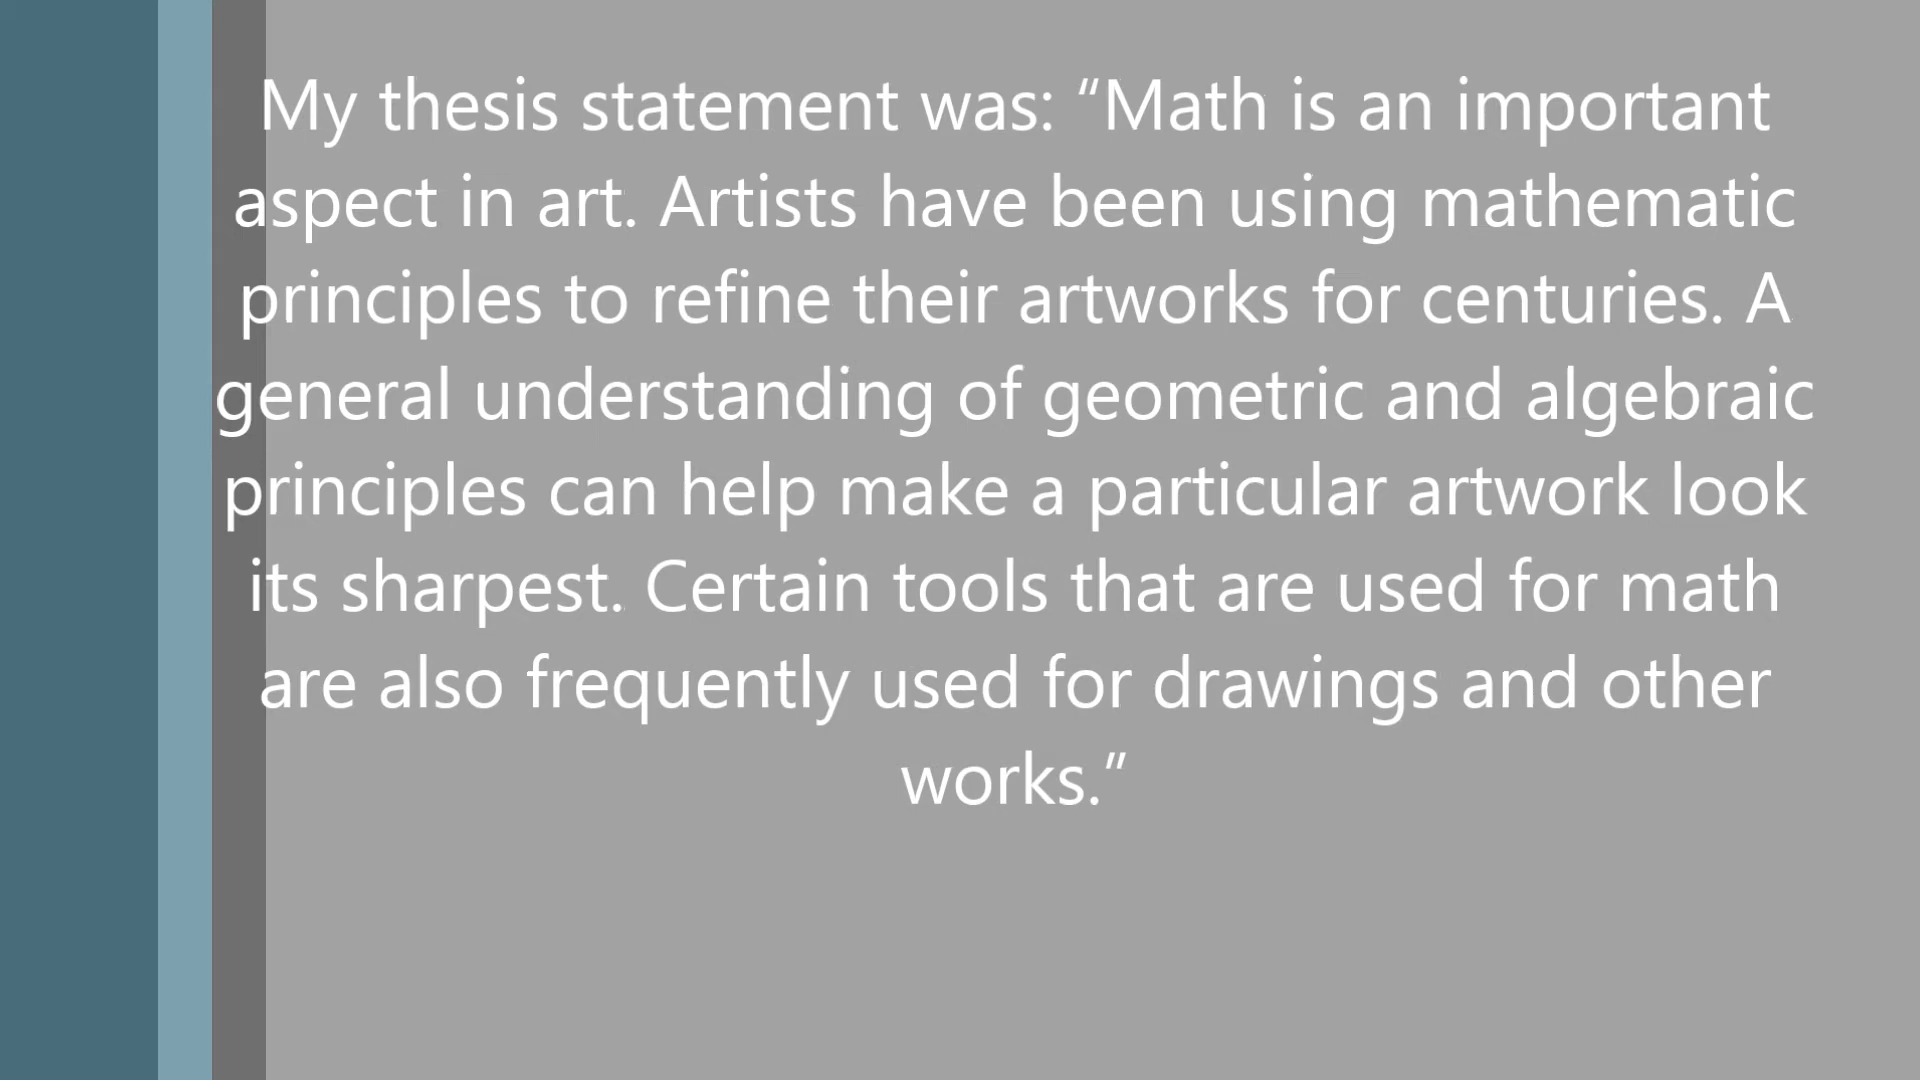 My thesis statement was: “Math is an important
aspect in art. Artists have been using mathematic
principles to refine their artworks for centuries. A
general understanding of geometric and algebraic
principles can help make a particular artwork look
its sharpest. Certain tools that are used for math
are also frequently used for drawings and other
works.”